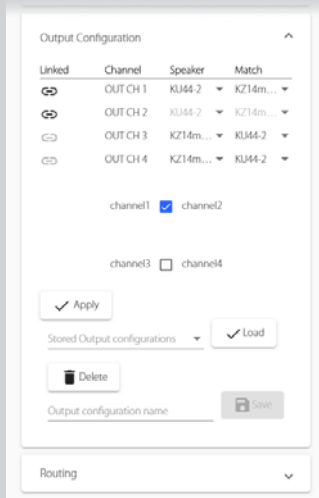 Output Configuration
Linked Channel Speaker Match
OUT CH 1 KU44-2 KZ14m...
OUT CH 2 KU44-2 KZ14m...
OUT CH 3 KZ14m... KU44-2
OUT CH 4 KZ14m... KU44-2
channel1 channel2
channel3 channel4
Apply
Stored Output configurations Load
Delete
Output configuration name Save
Routing